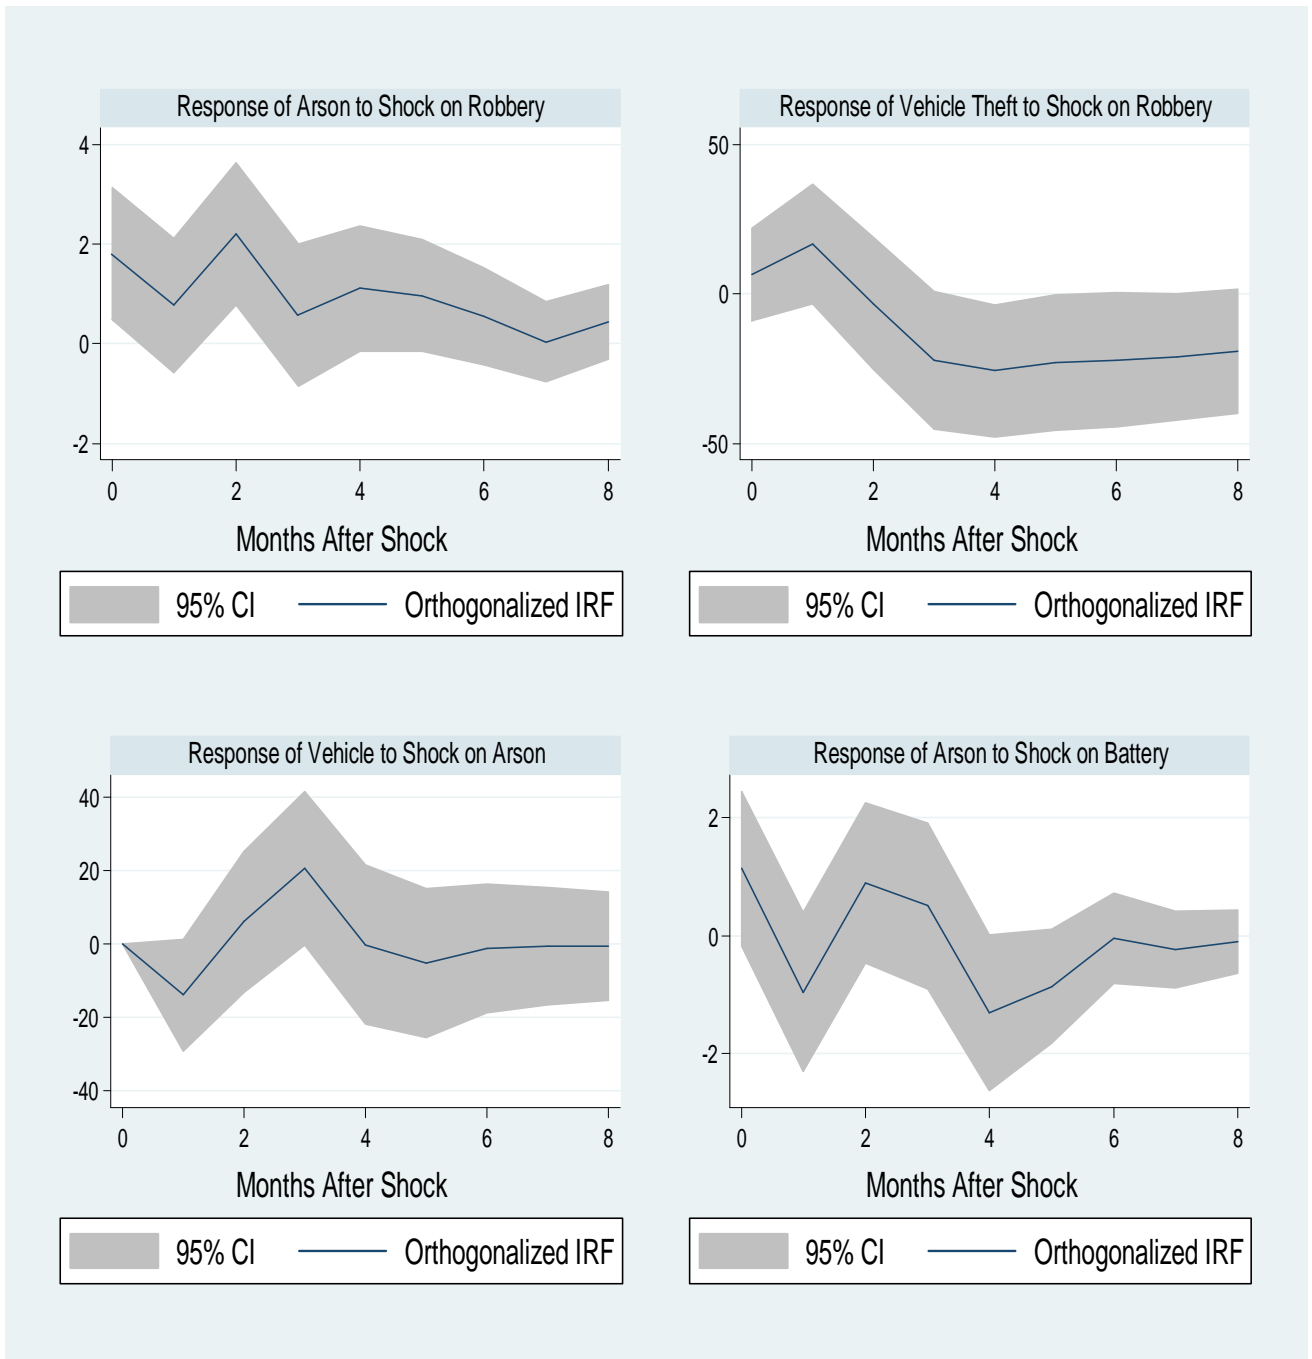 Response of Arson to Shock on Robbery
4
2
0
-2
0 2 4 6 8
Months After Shock
95% CI Orthogonalized IRF
Response of Vehicle Theft to Shock on Robbery
50
0
-50
0 2 4 6 8
Months After Shock
95% CI Orthogonalized IRF
Response of Vehicle to Shock on Arson
40
20
0
-20
-40
0 2 4 6 8
Months After Shock
95% CI Orthogonalized IRF
Response of Arson to Shock on Battery
2
0
-2
0 2 4 6 8
Months After Shock
95% CI Orthogonalized IRF